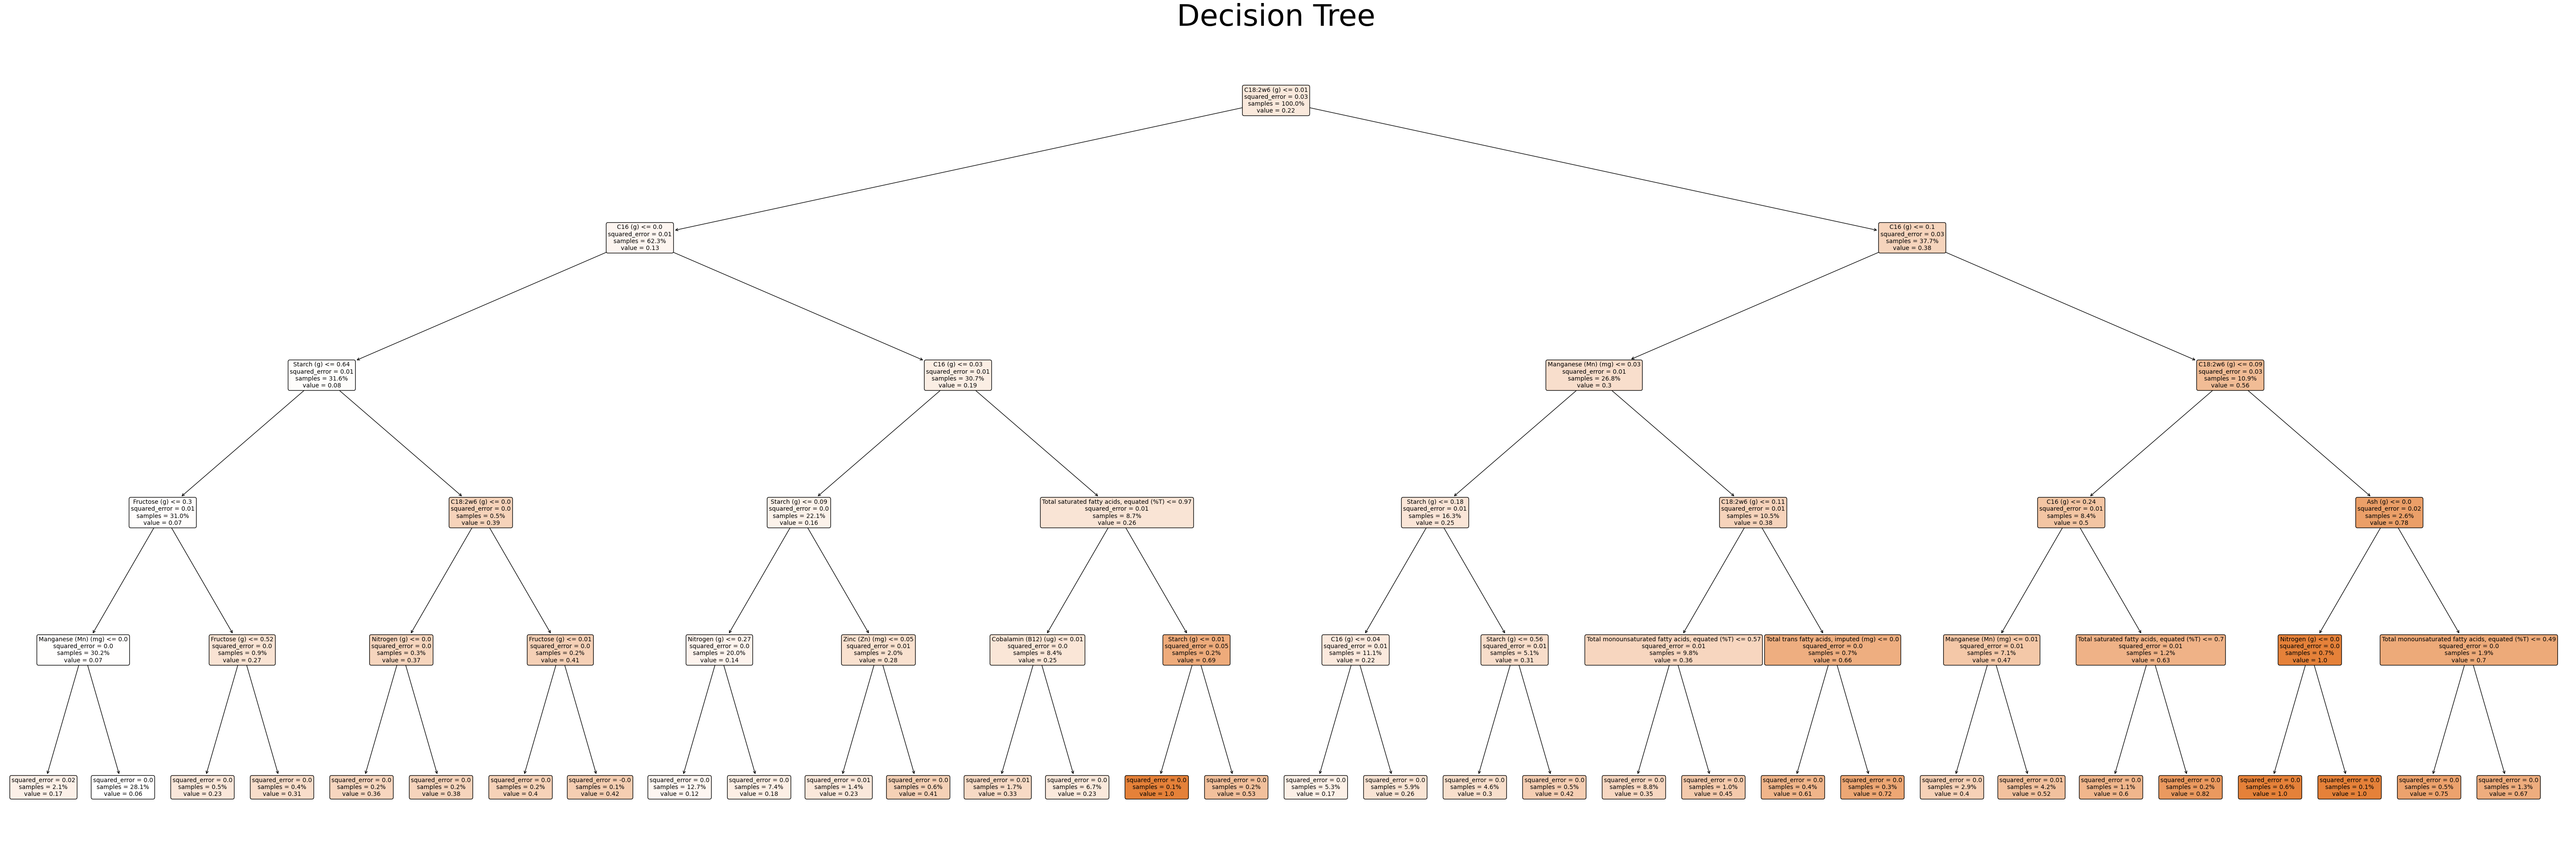 Decision Tree
C18:2w6 (g) <= 0.01
squared_error = 0.03
samples = 100.0%
value = 0.22
C16 (g) <= 0.0
squared_error = 0.01
samples = 62.3%
value = 0.13
C16 (g) <= 0.1
squared_error = 0.03
samples = 37.7%
value = 0.38
Starch (g) <= 0.64
squared_error = 0.01
samples = 31.6%
value = 0.08
C16 (g) <= 0.03
squared_error = 0.01
samples = 30.7%
value = 0.19
Manganese (Mn) (mg) <= 0.03
squared_error = 0.01
samples = 26.8%
value = 0.3
C18:2w6 (g) <= 0.09
squared_error = 0.03
samples = 10.9%
value = 0.56
Fructose (g) <= 0.3
squared_error = 0.01
samples = 31.0%
value = 0.07
C18:2w6 (g) <= 0.0
squared_error = 0.0
samples = 0.5%
value = 0.39
Starch (g) <= 0.09
squared_error = 0.0
samples = 22.1%
value = 0.16
Total saturated fatty acids, equated (%T) <= 0.97
squared_error = 0.01
samples = 8.7%
value = 0.26
Starch (g) <= 0.18
squared_error = 0.01
samples = 16.3%
value = 0.25
C18:2w6 (g) <= 0.11
squared_error = 0.01
samples = 10.5%
value = 0.38
C16 (g) <= 0.24
squared_error = 0.01
samples = 8.4%
value = 0.5
Ash (g) <= 0.0
squared_error = 0.02
samples = 2.6%
value = 0.78
Manganese (Mn) (mg) <= 0.0
squared_error = 0.0
samples = 30.2%
value = 0.07
Fructose (g) <= 0.52
squared_error = 0.0
samples = 0.9%
value = 0.27
Nitrogen (g) <= 0.0
squared_error = 0.0
samples = 0.3%
value = 0.37
Fructose (g) <= 0.01
squared_error = 0.0
samples = 0.2%
value = 0.41
Nitrogen (g) <= 0.27
squared_error = 0.0
samples = 20.0%
value = 0.14
Zinc (Zn) (mg) <= 0.05
squared_error = 0.01
samples = 2.0%
value = 0.28
Cobalamin (B12) (ug) <= 0.01
squared_error = 0.0
samples = 8.4%
value = 0.25
Starch (g) <= 0.01
squared_error = 0.05
samples = 0.2%
value = 0.69
C16 (g) <= 0.04
squared_error = 0.01
samples = 11.1%
value = 0.22
Starch (g) <= 0.56
squared_error = 0.01
samples = 5.1%
value = 0.31
Total monounsaturated fatty acids, equated (%T) <= 0.57
squared_error = 0.01
samples = 9.8%
value = 0.36
Total trans fatty acids, imputed (mg) <= 0.0
squared_error = 0.0
samples = 0.7%
value = 0.66
Manganese (Mn) (mg) <= 0.01
squared_error = 0.01
samples = 7.1%
value = 0.47
Total saturated fatty acids, equated (%T) <= 0.7
squared_error = 0.01
samples = 1.2%
value = 0.63
Nitrogen (g) <= 0.0
squared_error = 0.0
samples = 0.7%
value = 1.0
Total monounsaturated fatty acids, equated (%T) <= 0.49
squared_error = 0.0
samples = 1.9%
value = 0.7
squared_error = 0.02
samples = 2.1%
value = 0.17
squared_error = 0.0
samples = 28.1%
value = 0.06
squared_error = 0.0
samples = 0.5%
value = 0.23
squared_error = 0.0
samples = 0.4%
value = 0.31
squared_error = 0.0
samples = 0.2%
value = 0.36
squared_error = 0.0
samples = 0.2%
value = 0.38
squared_error = 0.0
samples = 0.2%
value = 0.4
squared_error = -0.0
samples = 0.1%
value = 0.42
squared_error = 0.0
samples = 12.7%
value = 0.12
squared_error = 0.0
samples = 7.4%
value = 0.18
squared_error = 0.01
samples = 1.4%
value = 0.23
squared_error = 0.0
samples = 0.6%
value = 0.41
squared_error = 0.01
samples = 1.7%
value = 0.33
squared_error = 0.0
samples = 6.7%
value = 0.23
squared_error = 0.0
samples = 0.1%
value = 1.0
squared_error = 0.0
samples = 0.2%
value = 0.53
squared_error = 0.0
samples = 5.3%
value = 0.17
squared_error = 0.0
samples = 5.9%
value = 0.26
squared_error = 0.0
samples = 4.6%
value = 0.3
squared_error = 0.0
samples = 0.5%
value = 0.42
squared_error = 0.0
samples = 8.8%
value = 0.35
squared_error = 0.0
samples = 1.0%
value = 0.45
squared_error = 0.0
samples = 0.4%
value = 0.61
squared_error = 0.0
samples = 0.3%
value = 0.72
squared_error = 0.0
samples = 2.9%
value = 0.4
squared_error = 0.01
samples = 4.2%
value = 0.52
squared_error = 0.0
samples = 1.1%
value = 0.6
squared_error = 0.0
samples = 0.2%
value = 0.82
squared_error = 0.0
samples = 0.6%
value = 1.0
squared_error = 0.0
samples = 0.1%
value = 1.0
squared_error = 0.0
samples = 0.5%
value = 0.75
squared_error = 0.0
samples = 1.3%
value = 0.67